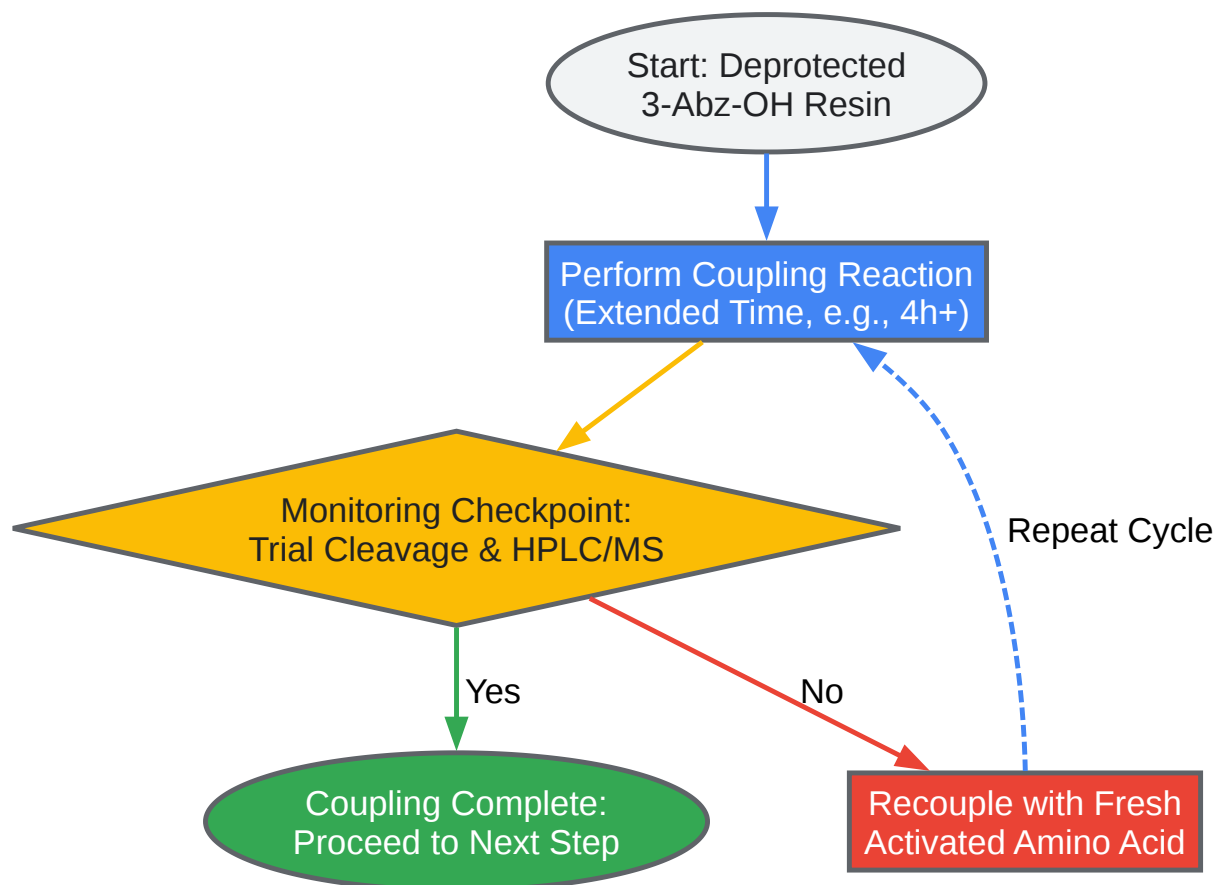 Start: Deprotected
3-Abz-OH Resin
Perform Coupling Reaction
(Extended Time, e.g., 4h+)
Monitoring Checkpoint:
Trial Cleavage & HPLC/MS
Repeat Cycle
Yes
No
Coupling Complete:
Proceed to Next Step
Recouple with Fresh
Activated Amino Acid